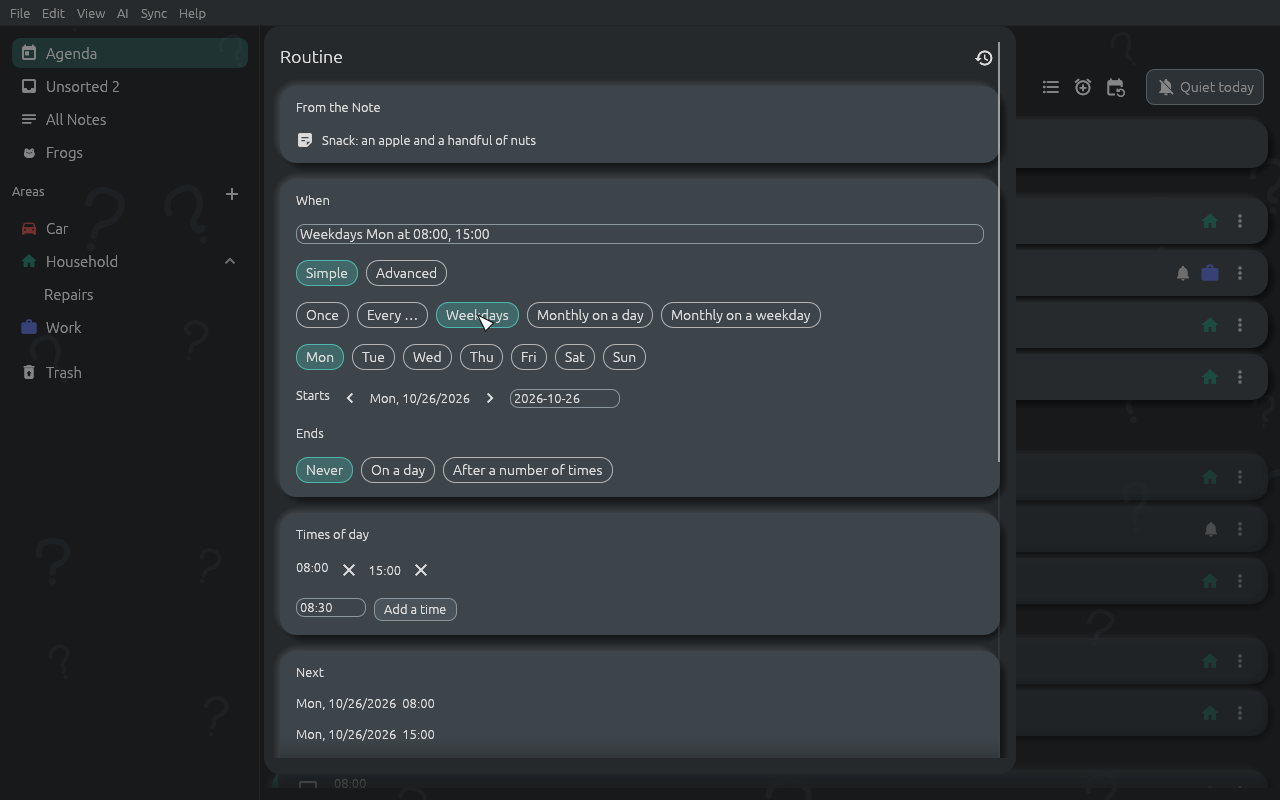 File Edit View AI Sync Help
Agenda
Unsorted 2
All Notes
Frogs
Areas
Car
Household
Repairs
Work
Trash
Quiet today
Routine
From the Note
Snack: an apple and a handful of nuts
When
Weekdays Mon at 08:00, 15:00
Simple Advanced
Once Every ... Weekdays Monthly on a day Monthly on a weekday
Mon Tue Wed Thu Fri Sat Sun
Starts Mon, 10/26/2026 2026-10-26
Ends
Never On a day After a number of times
Times of day
08:00 15:00
08:30 Add a time
Next
Mon, 10/26/2026 08:00
Mon, 10/26/2026 15:00
08:00